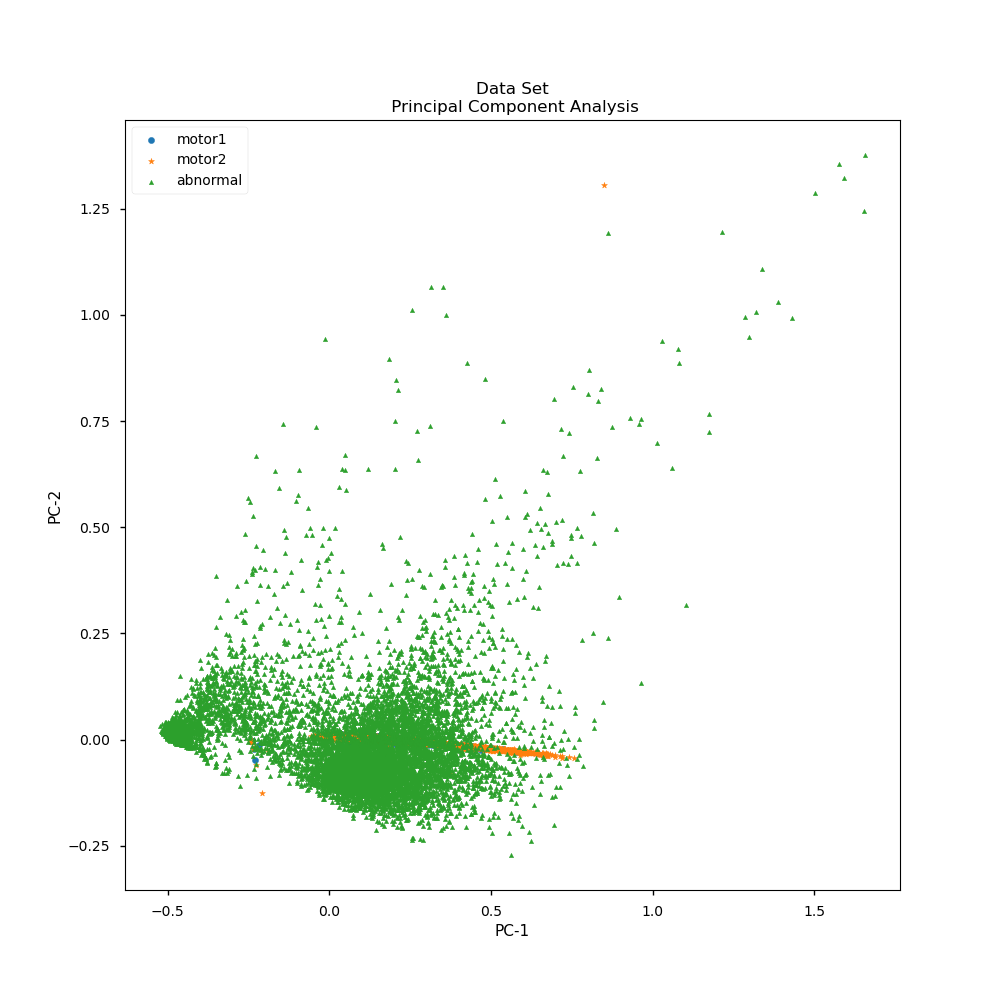 Data Set
Principal Component Analysis
motor1
motor2
abnormal
1.25
1.00
0.75
0.50
0.25
0.00
−0.25
PC-2
−0.5
0.0
0.5
1.0
1.5
PC-1